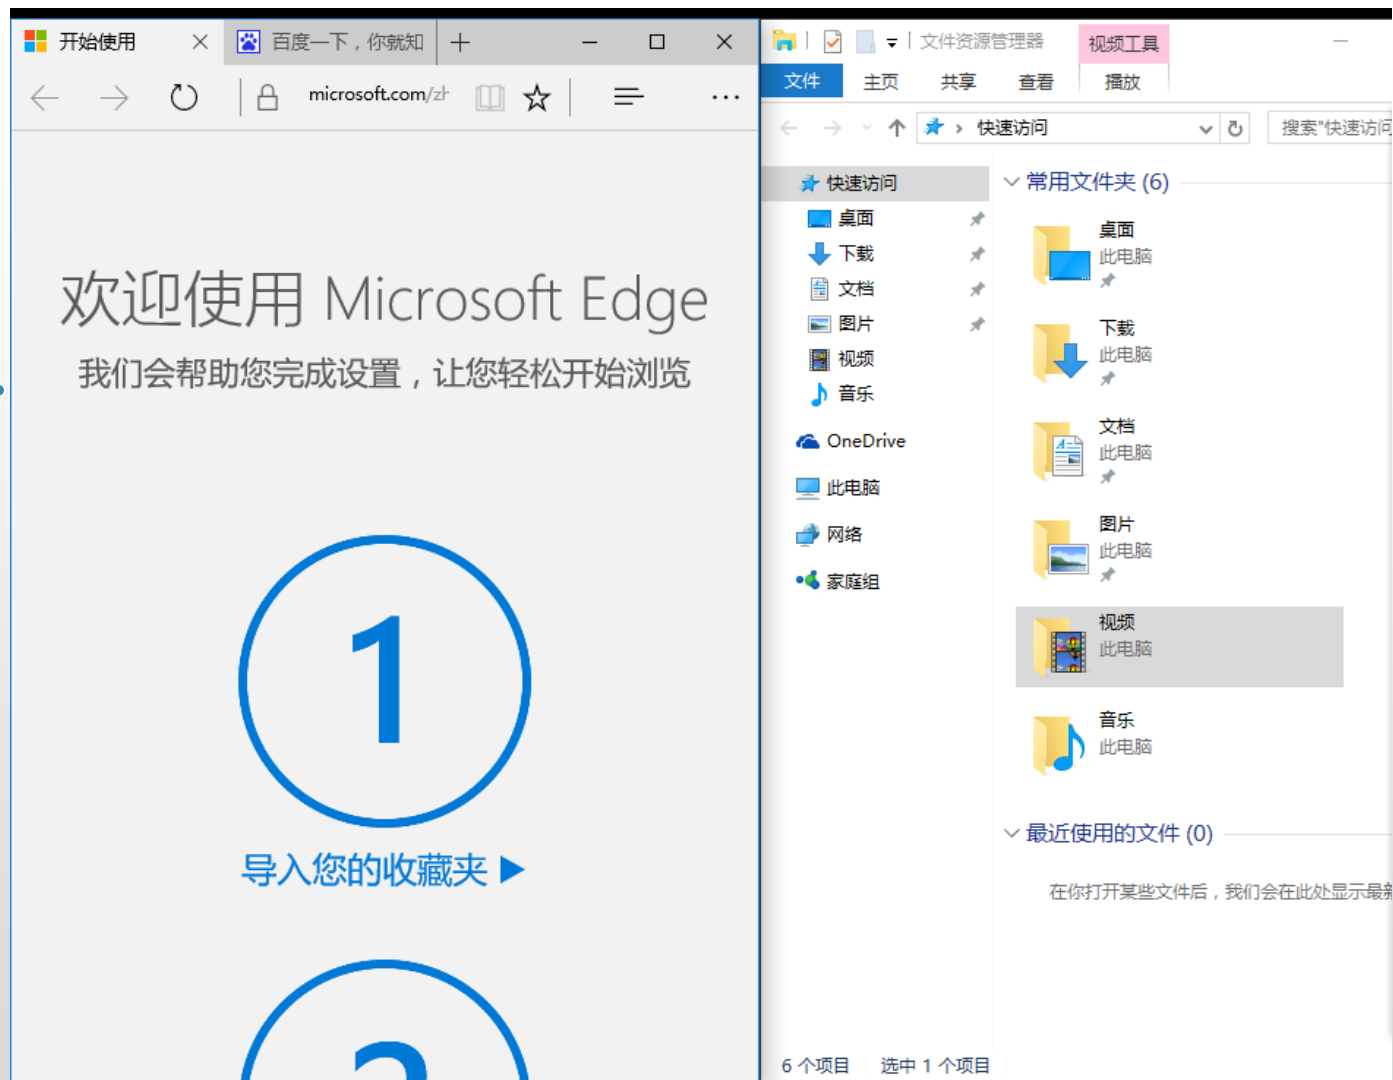 开始使用
百度一下，你就知
microsoft.com/zh
欢迎使用 Microsoft Edge
我们会帮助您完成设置，让您轻松开始浏览
1
导入您的收藏夹
2
文件资源管理器
视频工具
文件 主页 共享 查看 播放
快速访问
搜索"快速访问
快速访问
桌面
下载
文档
图片
视频
音乐
OneDrive
此电脑
网络
家庭组
常用文件夹 (6)
桌面
此电脑
下载
此电脑
文档
此电脑
图片
此电脑
视频
此电脑
音乐
此电脑
最近使用的文件 (0)
在你打开某些文件后，我们会在此处显示最新
6 个项目 选中 1 个项目